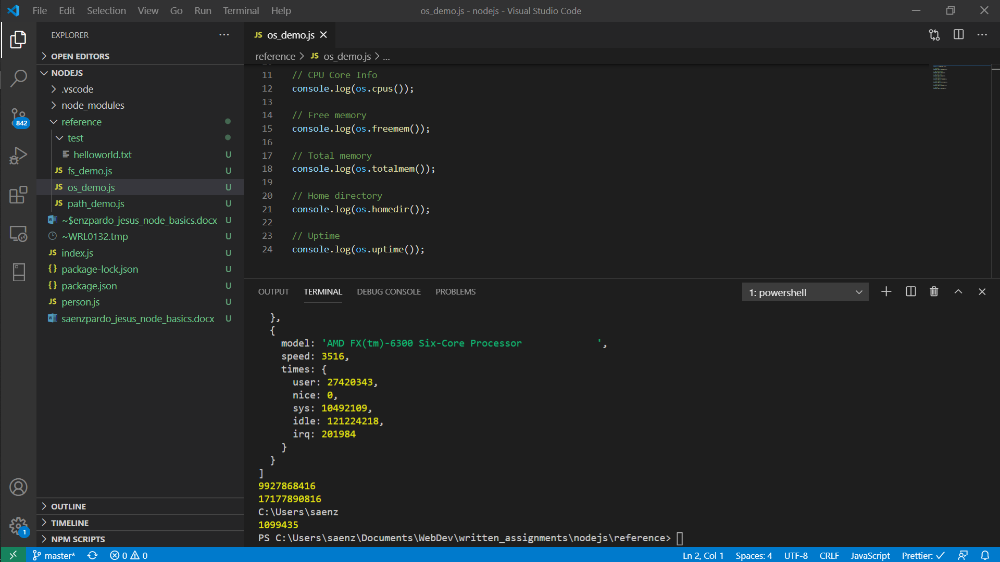 File Edit Selection View Go Run Terminal Help
os_demo.js - nodejs - Visual Studio Code
EXPLORER
OPEN EDITORS
NODEJS
.vscode
node_modules
reference
test
helloworld.txt U
JS fs_demo.js U
JS os_demo.js U
JS path_demo.js U
~$enzpardo_jesus_node_basics.docx U
~WRL0132.tmp U
JS index.js U
{} package-lock.json U
{} package.json U
JS person.js U
saenzpardo_jesus_node_basics.docx U
OUTLINE
TIMELINE
NPM SCRIPTS
842
1
JS os_demo.js
reference > JS os_demo.js > ...
11 // CPU Core Info
12 console.log(os.cpus());
13
14 // Free memory
15 console.log(os.freemem());
16
17 // Total memory
18 console.log(os.totalmem());
19
20 // Home directory
21 console.log(os.homedir());
22
23 // Uptime
24 console.log(os.uptime());
OUTPUT TERMINAL DEBUG CONSOLE PROBLEMS
1: powershell
},
{
model: 'AMD FX(tm)-6300 Six-Core Processor            ',
speed: 3516,
times: {
user: 27420343,
nice: 0,
sys: 10492109,
idle: 121224218,
irq: 201984
}
}
]
9927868416
17177890816
C:\Users\saenz
1099435
PS C:\Users\saenz\Documents\WebDev\written_assignments\nodejs\reference>
master* 0 0
Ln 2, Col 1 Spaces: 4 UTF-8 CRLF JavaScript Prettier: ✓